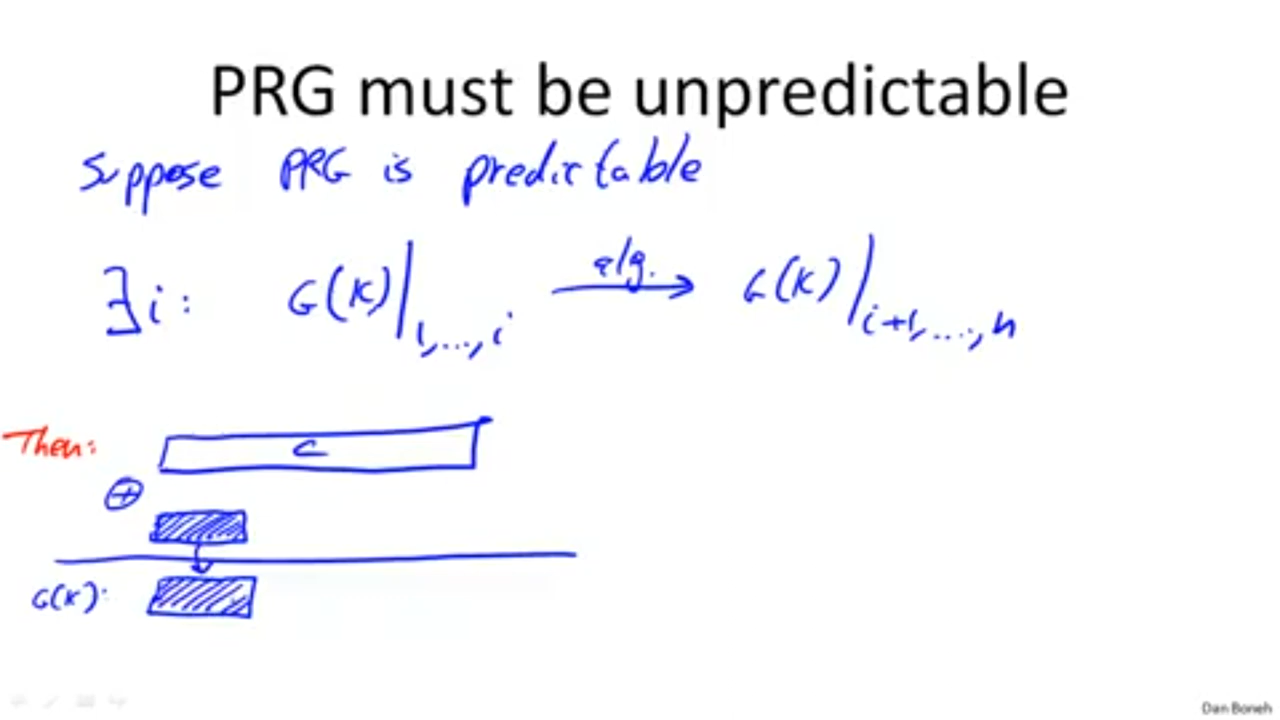 PRG must be unpredictable
Suppose PRG is predictable
∃i: G(K)|1,...,i alg. → G(K)|i+1,...,n
Then: c
⊕
G(K):
Dan Boneh